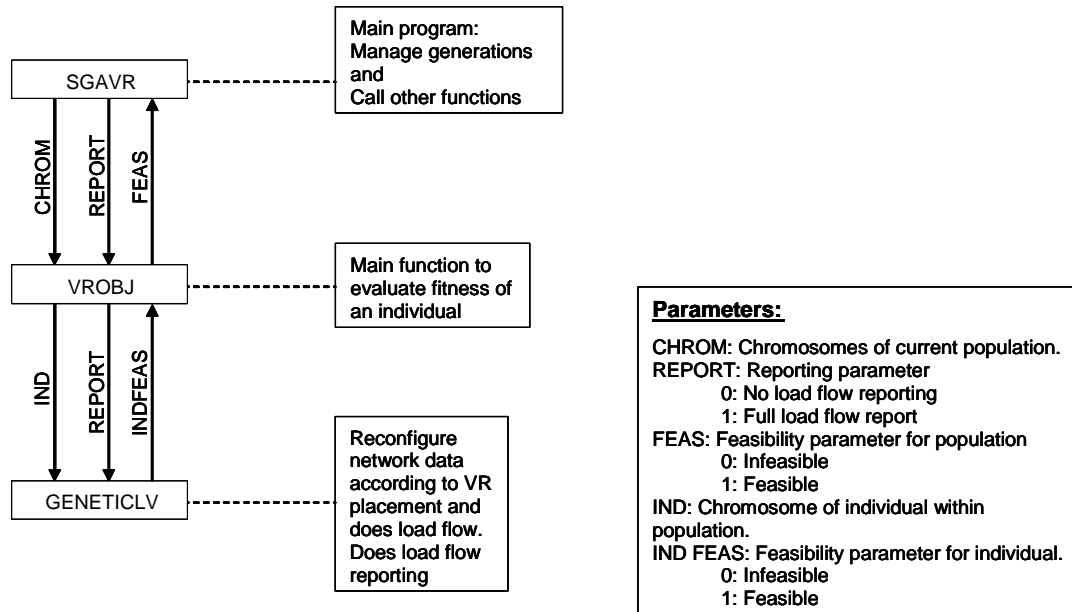 Main program:
Manage generations
and
Call other functions
SGAVR
CHROM
REPORT
FEAS
VROBJ
Main function to
evaluate fitness of
an individual
IND
REPORT
INDFEAS
GENETICLV
Reconfigure
network data
according to VR
placement and
does load flow.
Does load flow
reporting
Parameters:
CHROM: Chromosomes of current population.
REPORT: Reporting parameter
0: No load flow reporting
1: Full load flow report
FEAS: Feasibility parameter for population
0: Infeasible
1: Feasible
IND: Chromosome of individual within
population.
IND FEAS: Feasibility parameter for individual.
0: Infeasible
1: Feasible